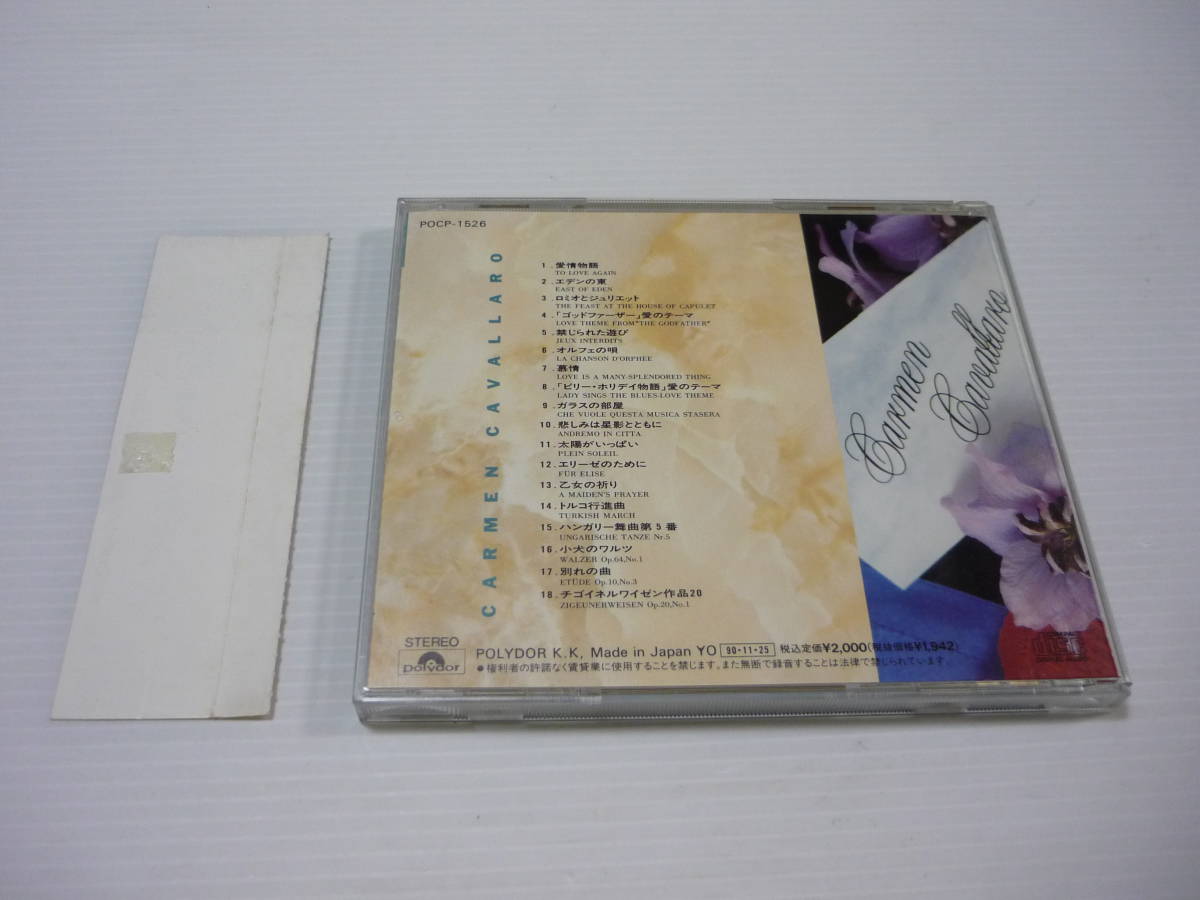 POCP-1526
CARMEN CAVALLARO
1.愛情物語
TO LOVE AGAIN
2.エデンの東
EAST OF EDEN
3.ロミオとジュリエット
THE FEAST AT THE HOUSE OF CAPULET
4.「ゴッドファーザー」愛のテーマ
LOVE THEME FROM"THE GODFATHER"
5.禁じられた遊び
JEUX INTERDITS
6.オルフェの唄
LA CHANSON D'ORPHÉE
7.慕情
LOVE IS A MANY-SPLENDORED THING
8.「ビリー・ホリデイ物語」愛のテーマ
LADY SINGS THE BLUES-LOVE THEME
9.ガラスの部屋
CHE VUOLE QUESTA MUSICA STASERA
10.悲しみは星影とともに
ANDREMO IN CITTA
11.太陽がいっぱい
PLEIN SOLEIL
12.エリーゼのために
FÜR ELISE
13.乙女の祈り
A MAIDEN'S PRAYER
14.トルコ行進曲
TURKISH MARCH
15.ハンガリー舞曲第5番
UNGARISCHE TANZE Nr.5
16.小犬のワルツ
WALZER Op.64,No.1
17.別れの曲
ETÜDE Op.10,No.3
18.チゴイネルワイゼン作品20
ZIGEUNERWEISEN Op.20,No.1
Carmen
Cavallaro
STEREO
polydor
POLYDOR K.K. Made in Japan YO 90・11・25 税込定価¥2,000(税抜価格¥1,942)
●権利者の許諾なく賃貸業に使用することを禁じます。また無断で録音することは法律で禁じられています。
COMPACT
disc
DIGITAL AUDIO